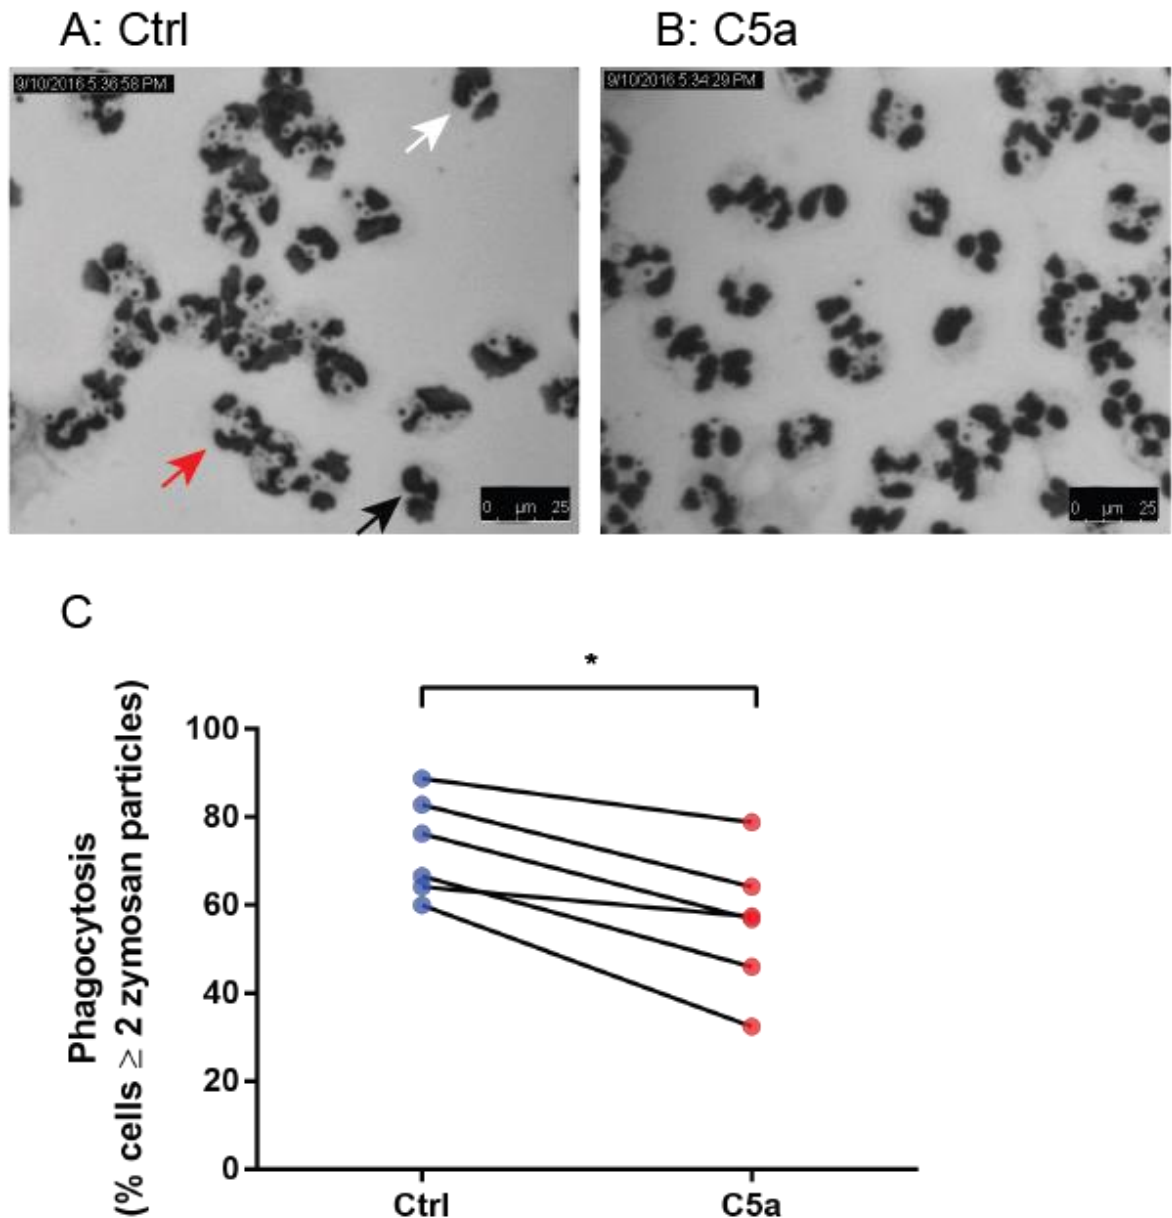 A: Ctrl
B: C5a
9/10/2016 5:36:58 PM
9/10/2016 5:34:29 PM
0 µm 25
0 µm 25
C
*
Phagocytosis
(% cells ≥ 2 zymosan particles)
100
80
60
40
20
0
Ctrl
C5a